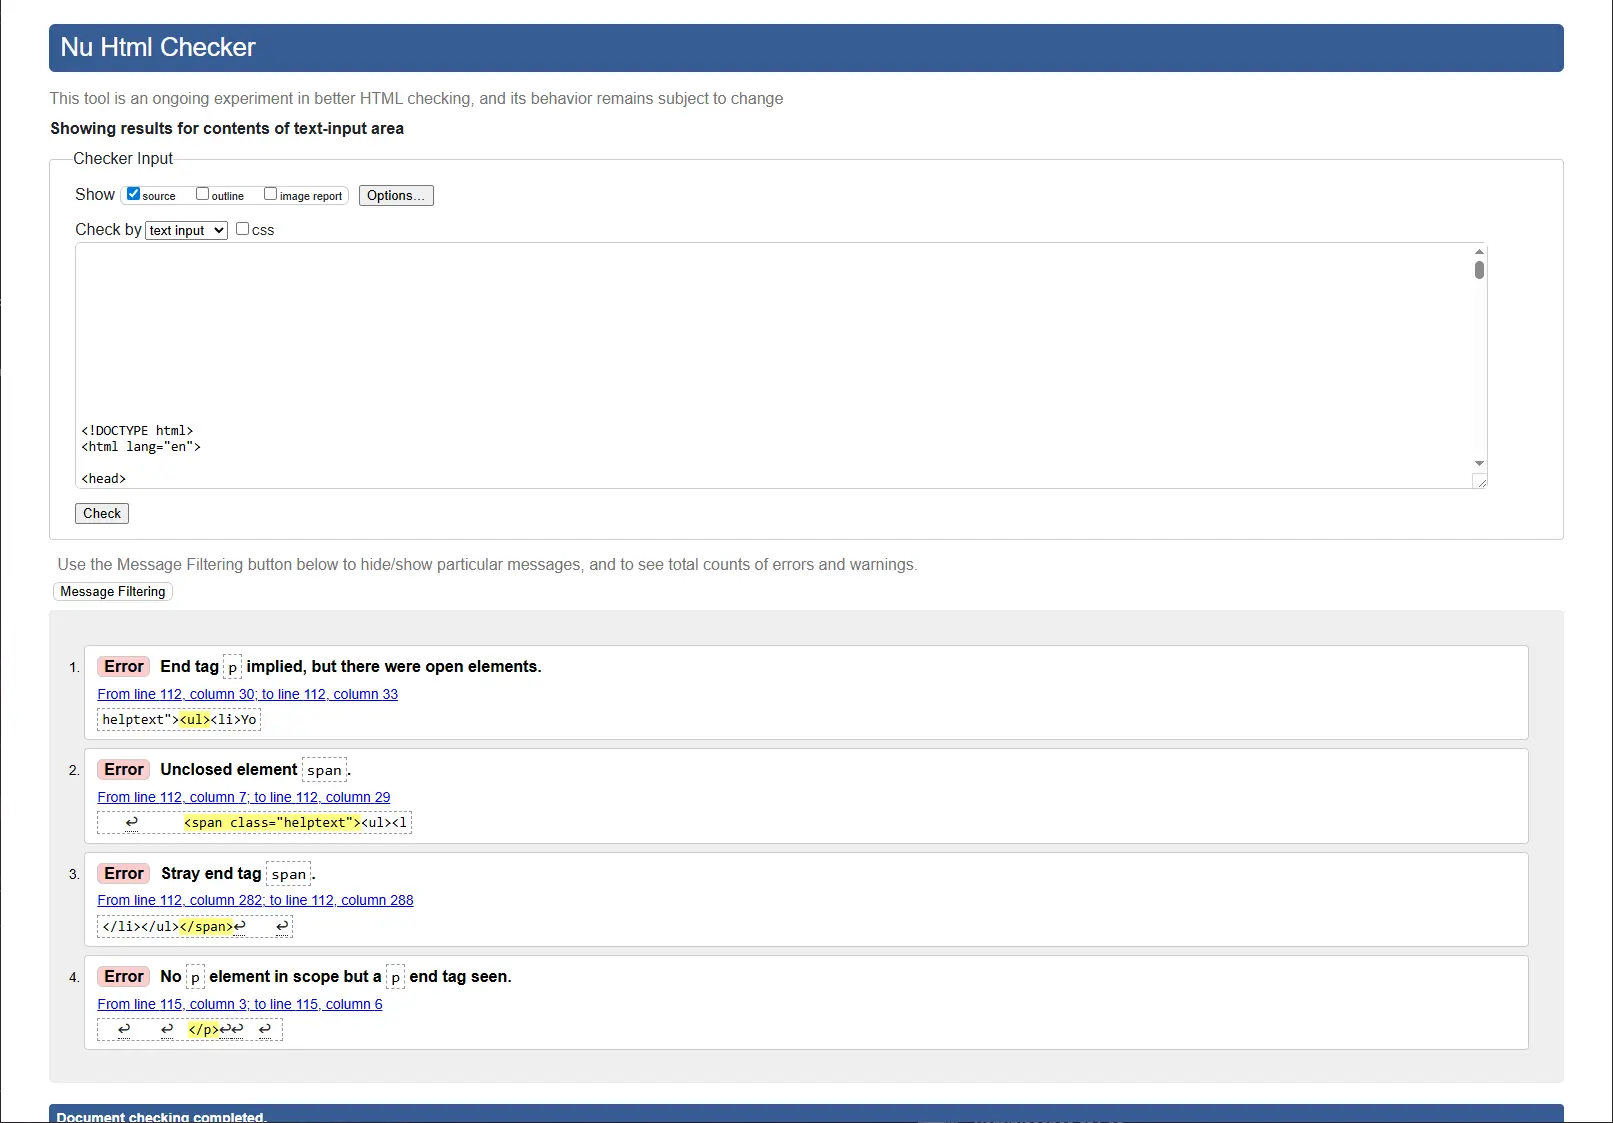 Nu Html Checker
This tool is an ongoing experiment in better HTML checking, and its behavior remains subject to change
Showing results for contents of text-input area
Checker Input
Show source outline image report Options...
Check by text input css
<!DOCTYPE html>
<html lang="en">
<head>
Check
Use the Message Filtering button below to hide/show particular messages, and to see total counts of errors and warnings.
Message Filtering
1. Error End tag p implied, but there were open elements.
From line 112, column 30; to line 112, column 33
helptext"><ul><li>Yo
2. Error Unclosed element span.
From line 112, column 7; to line 112, column 29
↩ <span class="helptext"><ul><l
3. Error Stray end tag span.
From line 112, column 282; to line 112, column 288
</li></ul></span>↩ ↩
4. Error No p element in scope but a p end tag seen.
From line 115, column 3; to line 115, column 6
↩ ↩ </p>↩↩ ↩
Document checking completed.